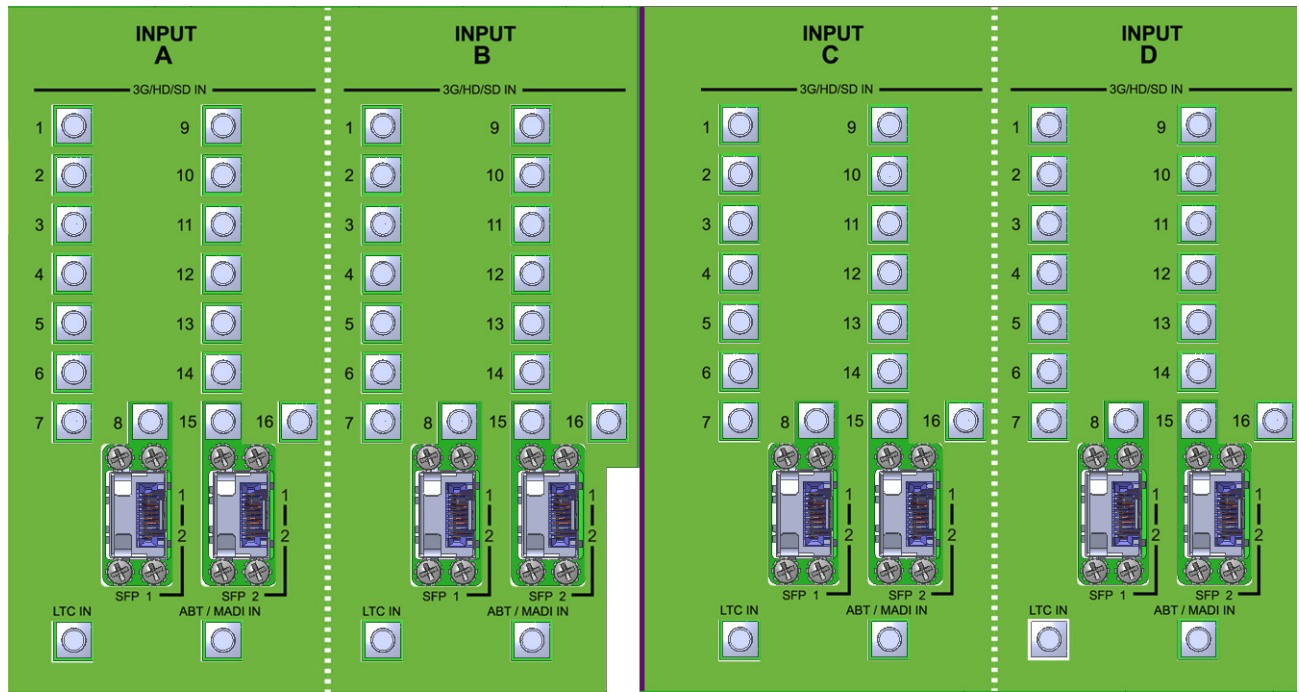 INPUT INPUT INPUT INPUT
A B C D
3G/HD/SD IN 3G/HD/SD IN 3G/HD/SD IN 3G/HD/SD IN
1 9 1 9 1 9 1 9
2 10 2 10 2 10 2 10
3 11 3 11 3 11 3 11
4 12 4 12 4 12 4 12
5 13 5 13 5 13 5 13
6 14 6 14 6 14 6 14
7 8 15 16 7 8 15 16 7 8 15 16 7 8 15 16
1 1 1 1 1 1 1 1
2 2 2 2 2 2 2 2
SFP 1 SFP 2 SFP 1 SFP 2 SFP 1 SFP 2 SFP 1 SFP 2
LTC IN ABT / MADI IN LTC IN ABT / MADI IN LTC IN ABT / MADI IN LTC IN ABT / MADI IN